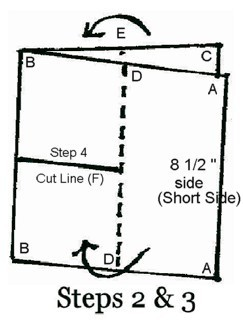 E
B
C
D
A
Step 4
Cut Line (F)
8 1/2 "
side
(Short Side)
B
D
A
Steps 2 & 3